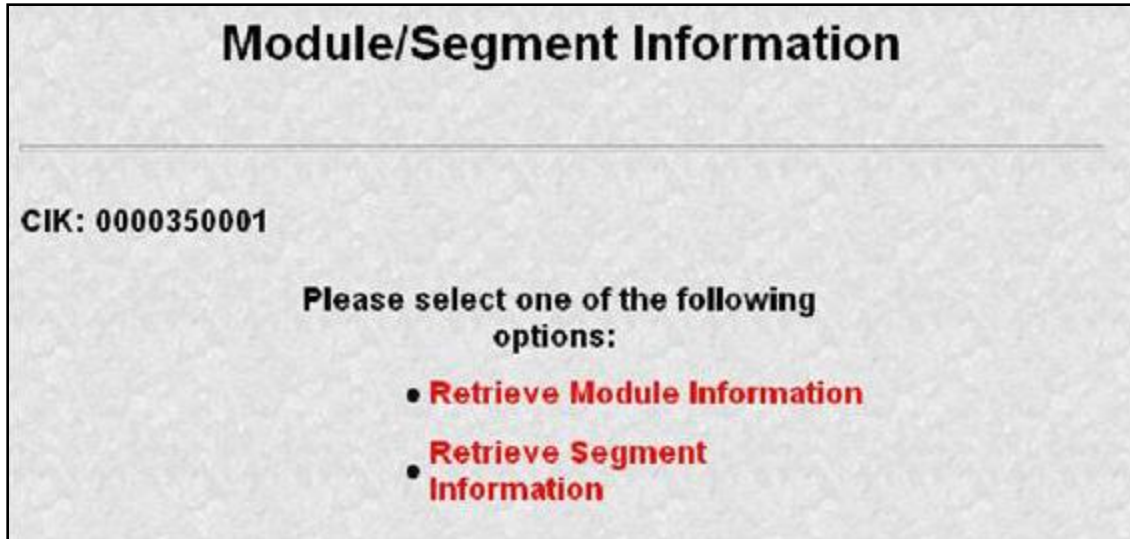 Module/Segment Information
CIK: 0000350001
Please select one of the following
options:
• Retrieve Module Information
• Retrieve Segment
Information